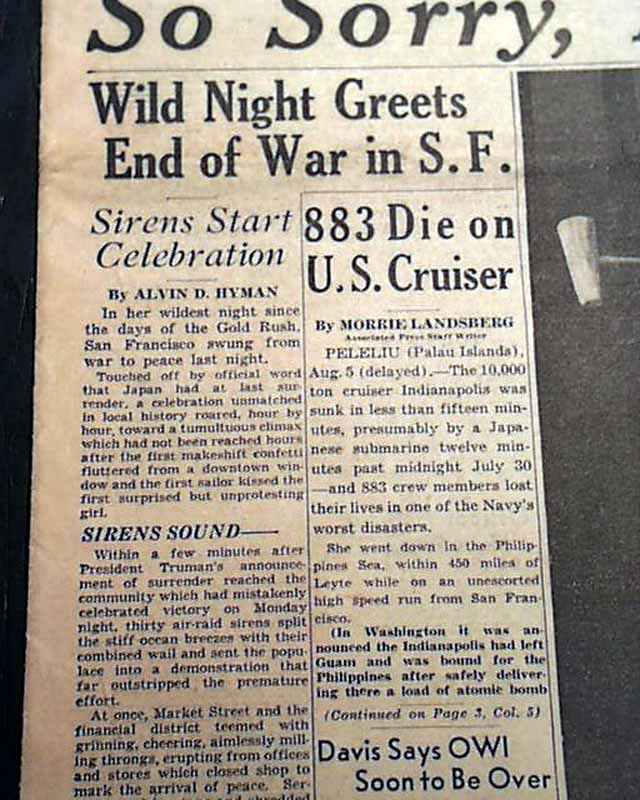 So Sorry,
Wild Night Greets
End of War in S. F.
Sirens Start
Celebration
By ALVIN D. HYMAN
In her wildest night since
the days of the Gold Rush,
San Francisco swung from
war to peace last night.
Touched off by official word
that Japan had at last sur-
render, a celebration unmatched
in local history roared, hour by
hour, toward a tumultuous climax
which had not been reached hours
after the first makeshift confetti
fluttered from a downtown win-
dow and the first sailor kissed the
first surprised but unprotesting
girl.
SIRENS SOUND—
Within a few minutes after
President Truman's announce-
ment of surrender reached the
community which had mistakenly
celebrated victory on Monday
night, thirty air-raid sirens split
the stiff ocean breezes with their
combined wail and sent the popu-
lace into a demonstration that
far outstripped the premature
effort.
At once, Market Street and the
financial district teemed with
grinning, cheering, aimlessly mill-
ing throngs, erupting from offices
and stores which closed shop to
mark the arrival of peace. Ser-
883 Die on
U. S. Cruiser
By MORRIE LANDSBERG
Associated Press Staff Writer
PELELIU (Palau Islands),
Aug. 5 (delayed).—The 10,000
ton cruiser Indianapolis was
sunk in less than fifteen min-
utes, presumably by a Japa-
nese submarine twelve min-
utes past midnight July 30
—and 883 crew members lost
their lives in one of the Navy's
worst disasters.
She went down in the Philip-
pines Sea, within 450 miles of
Leyte while on an unescorted
high speed run from San Fran-
cisco.
(In Washington it was an-
nounced the Indianapolis had left
Guam and was bound for the
Philippines after safely deliver-
ing there a load of atomic bomb
(Continued on Page 3, Col. 5)
Davis Says OWI
Soon to Be Over